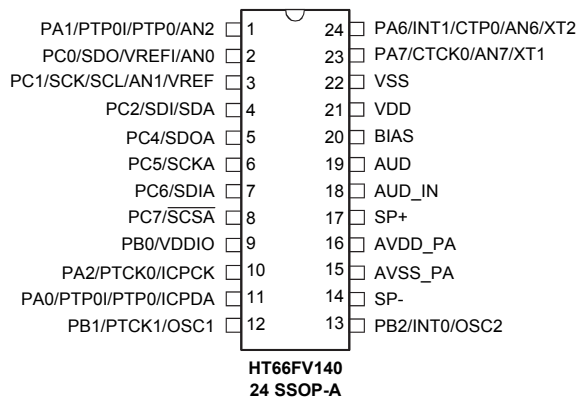 PA1/PTP0I/PTP0/AN2 1 24 PA6/INT1/CTP0/AN6/XT2
PC0/SDO/VREFI/AN0 2 23 PA7/CTCK0/AN7/XT1
PC1/SCK/SCL/AN1/VREF 3 22 VSS
PC2/SDI/SDA 4 21 VDD
PC4/SDOA 5 20 BIAS
PC5/SCKA 6 19 AUD
PC6/SDIA 7 18 AUD_IN
PC7/SCSA 8 17 SP+
PB0/VDDIO 9 16 AVDD_PA
PA2/PTCK0/ICPCK 10 15 AVSS_PA
PA0/PTP0I/PTP0/ICPDA 11 14 SP-
PB1/PTCK1/OSC1 12 13 PB2/INT0/OSC2
HT66FV140
24 SSOP-A